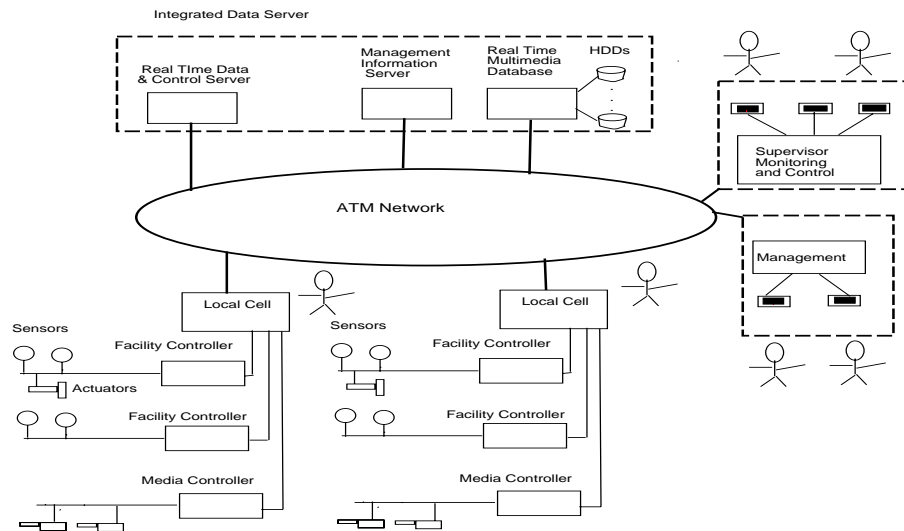 Integrated Data Server
Real TIme Data
& Control Server
Management
Information
Server
Real Time
Multimedia
Database
HDDs
Supervisor
Monitoring
and Control
ATM Network
Management
Local Cell
Local Cell
Sensors
Facility Controller
Actuators
Facility Controller
Media Controller
Sensors
Facility Controller
Facility Controller
Media Controller